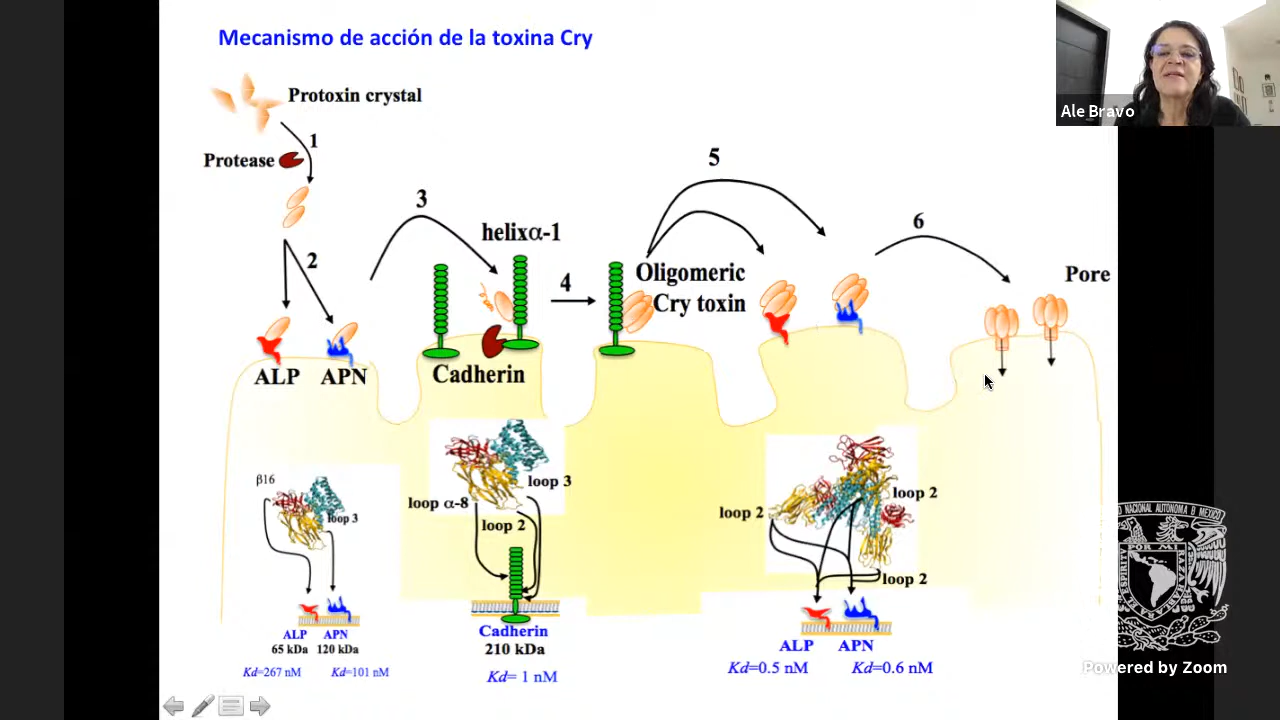 Mecanismo de acción de la toxina Cry
Ale Bravo
Protoxin crystal
1
Protease
2
3
helixα-1
4
Oligomeric
Cry toxin
5
6
Pore
ALP
APN
Cadherin
β16
loop 3
loop α-8
loop 3
loop 2
loop 2
loop 2
loop 2
ALP
APN
65 kDa
120 kDa
Kd=267 nM
Kd=101 nM
Cadherin
210 kDa
Kd= 1 nM
ALP
APN
Kd=0.5 nM
Kd=0.6 nM
Powered by Zoom